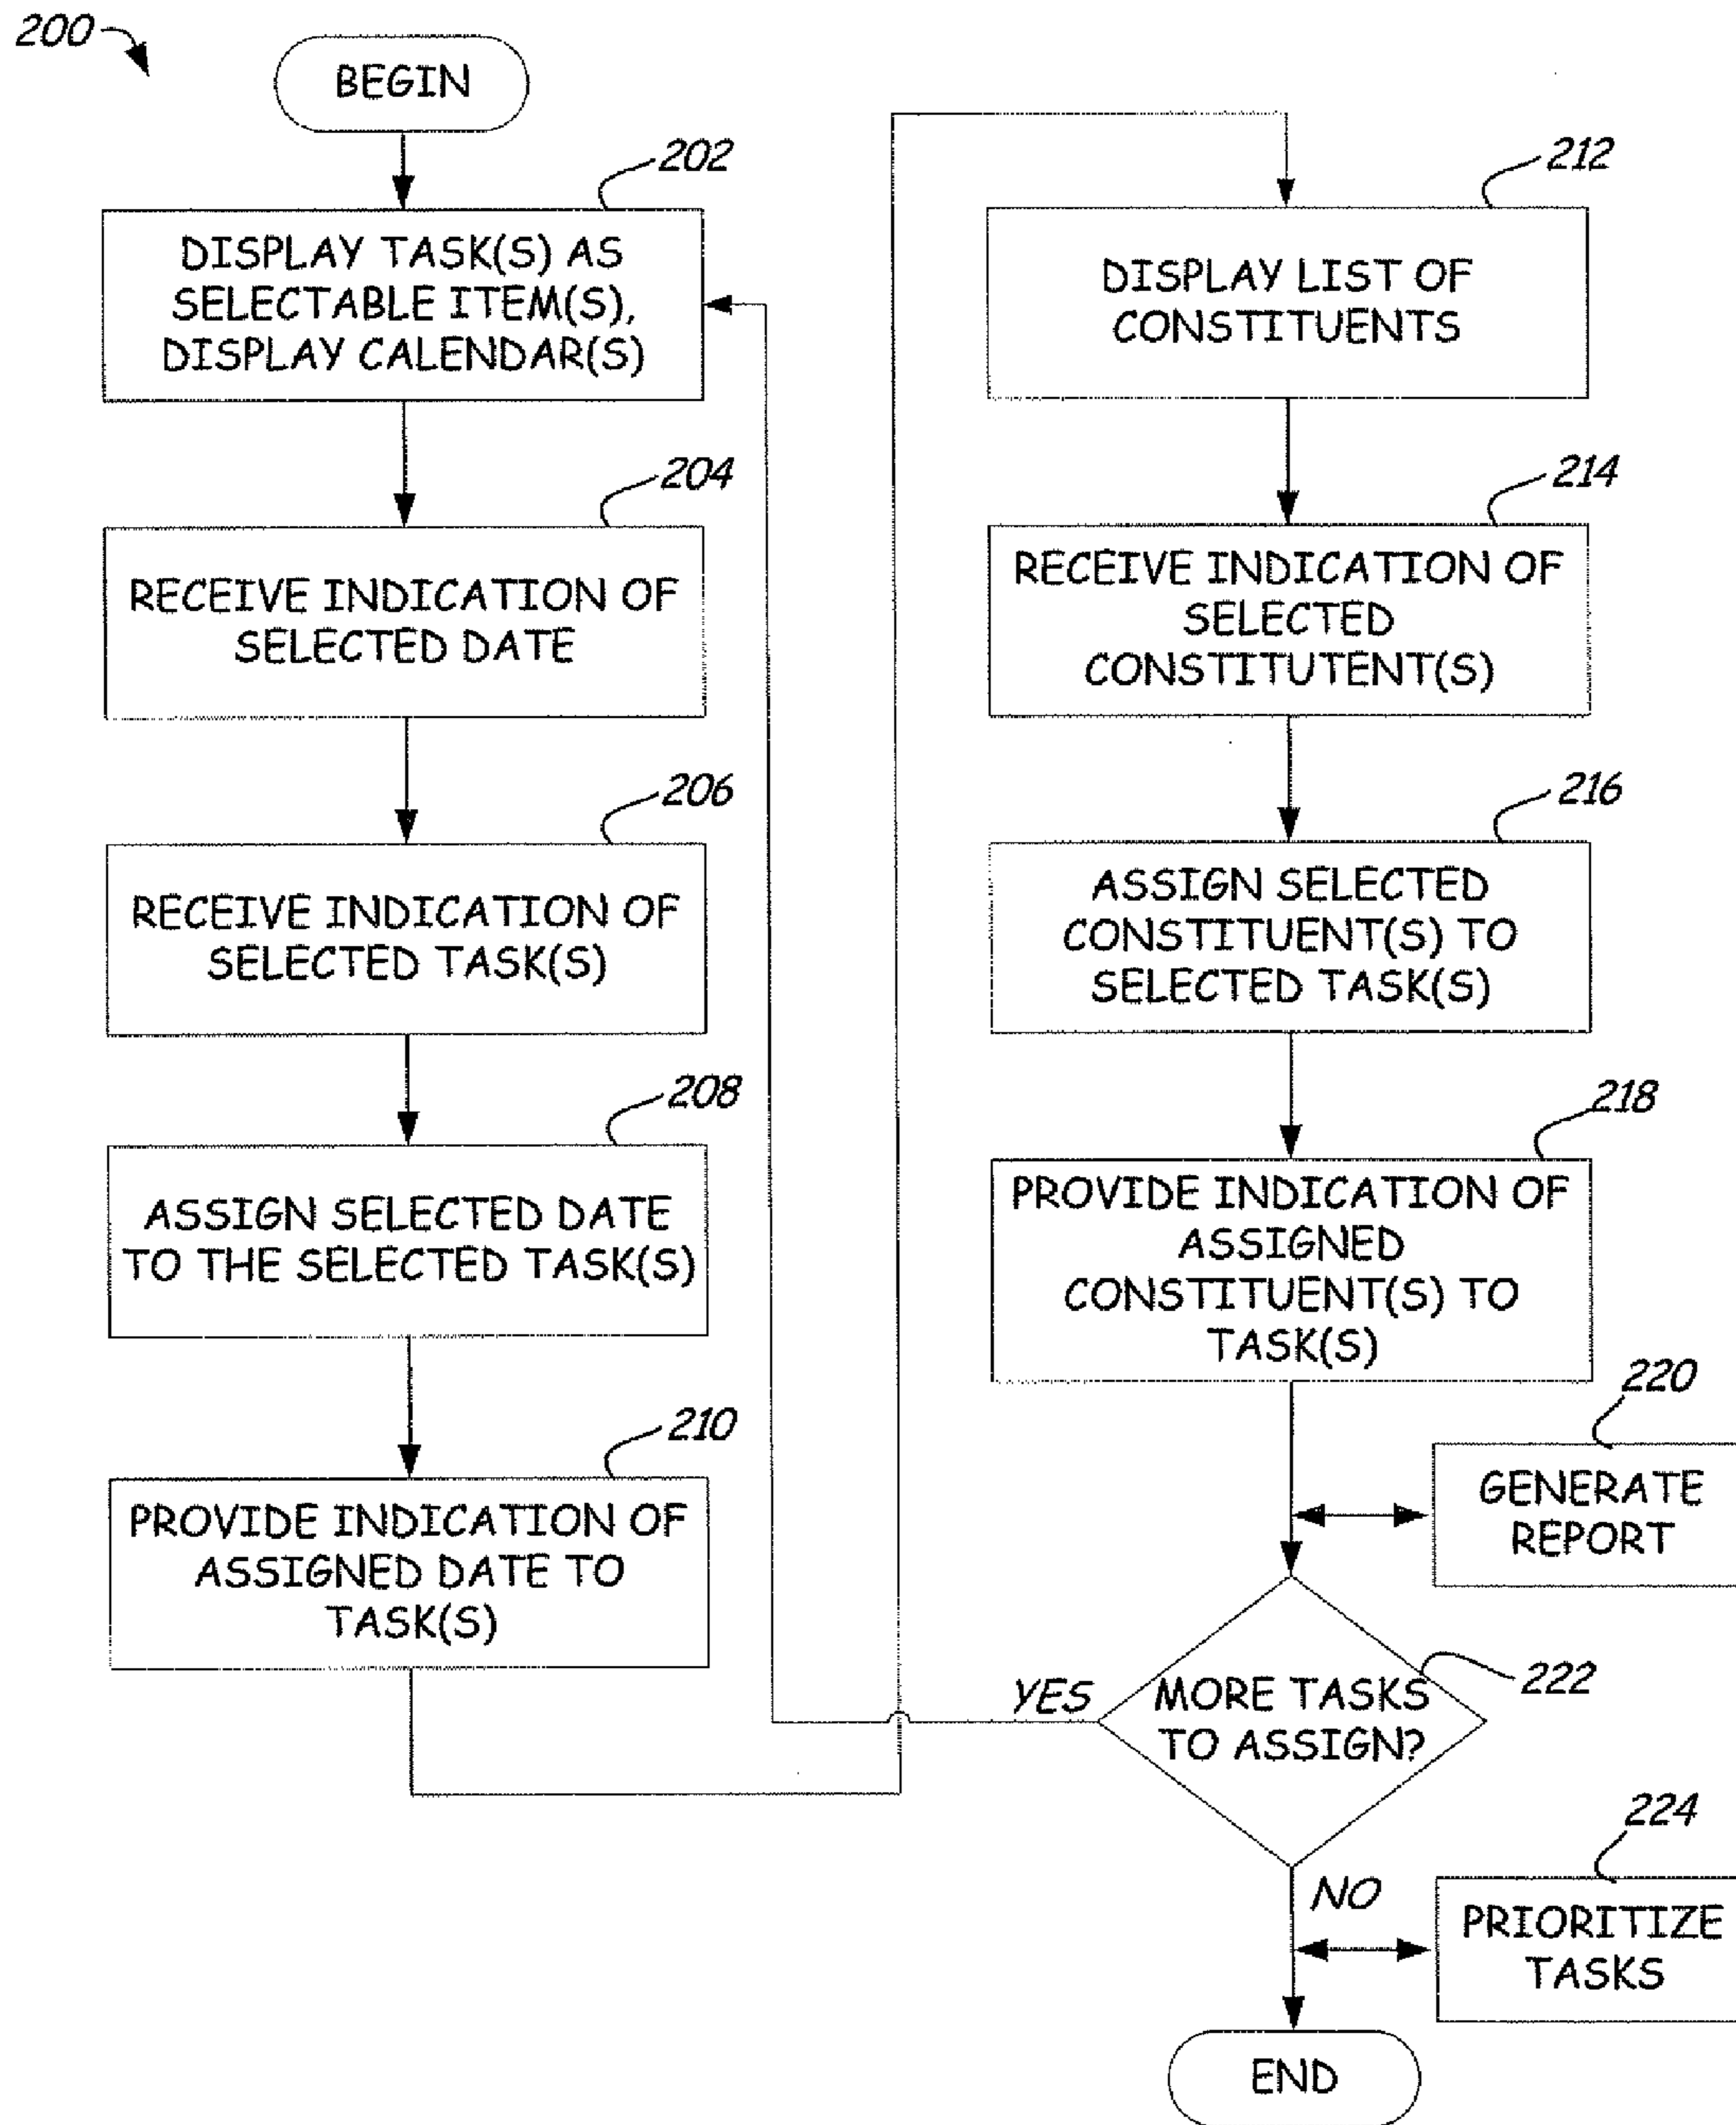 200
BEGIN
202
DISPLAY TASK(S) AS
SELECTABLE ITEM(S),
DISPLAY CALENDAR(S)
204
RECEIVE INDICATION OF
SELECTED DATE
206
RECEIVE INDICATION OF
SELECTED TASK(S)
208
ASSIGN SELECTED DATE
TO THE SELECTED TASK(S)
210
PROVIDE INDICATION OF
ASSIGNED DATE TO
TASK(S)
212
DISPLAY LIST OF
CONSTITUENTS
214
RECEIVE INDICATION OF
SELECTED
CONSTITUTENT(S)
216
ASSIGN SELECTED
CONSTITUENT(S) TO
SELECTED TASK(S)
218
PROVIDE INDICATION OF
ASSIGNED
CONSTITUENT(S) TO
TASK(S)
220
GENERATE
REPORT
222
YES
MORE TASKS
TO ASSIGN?
224
NO
PRIORITIZE
TASKS
END